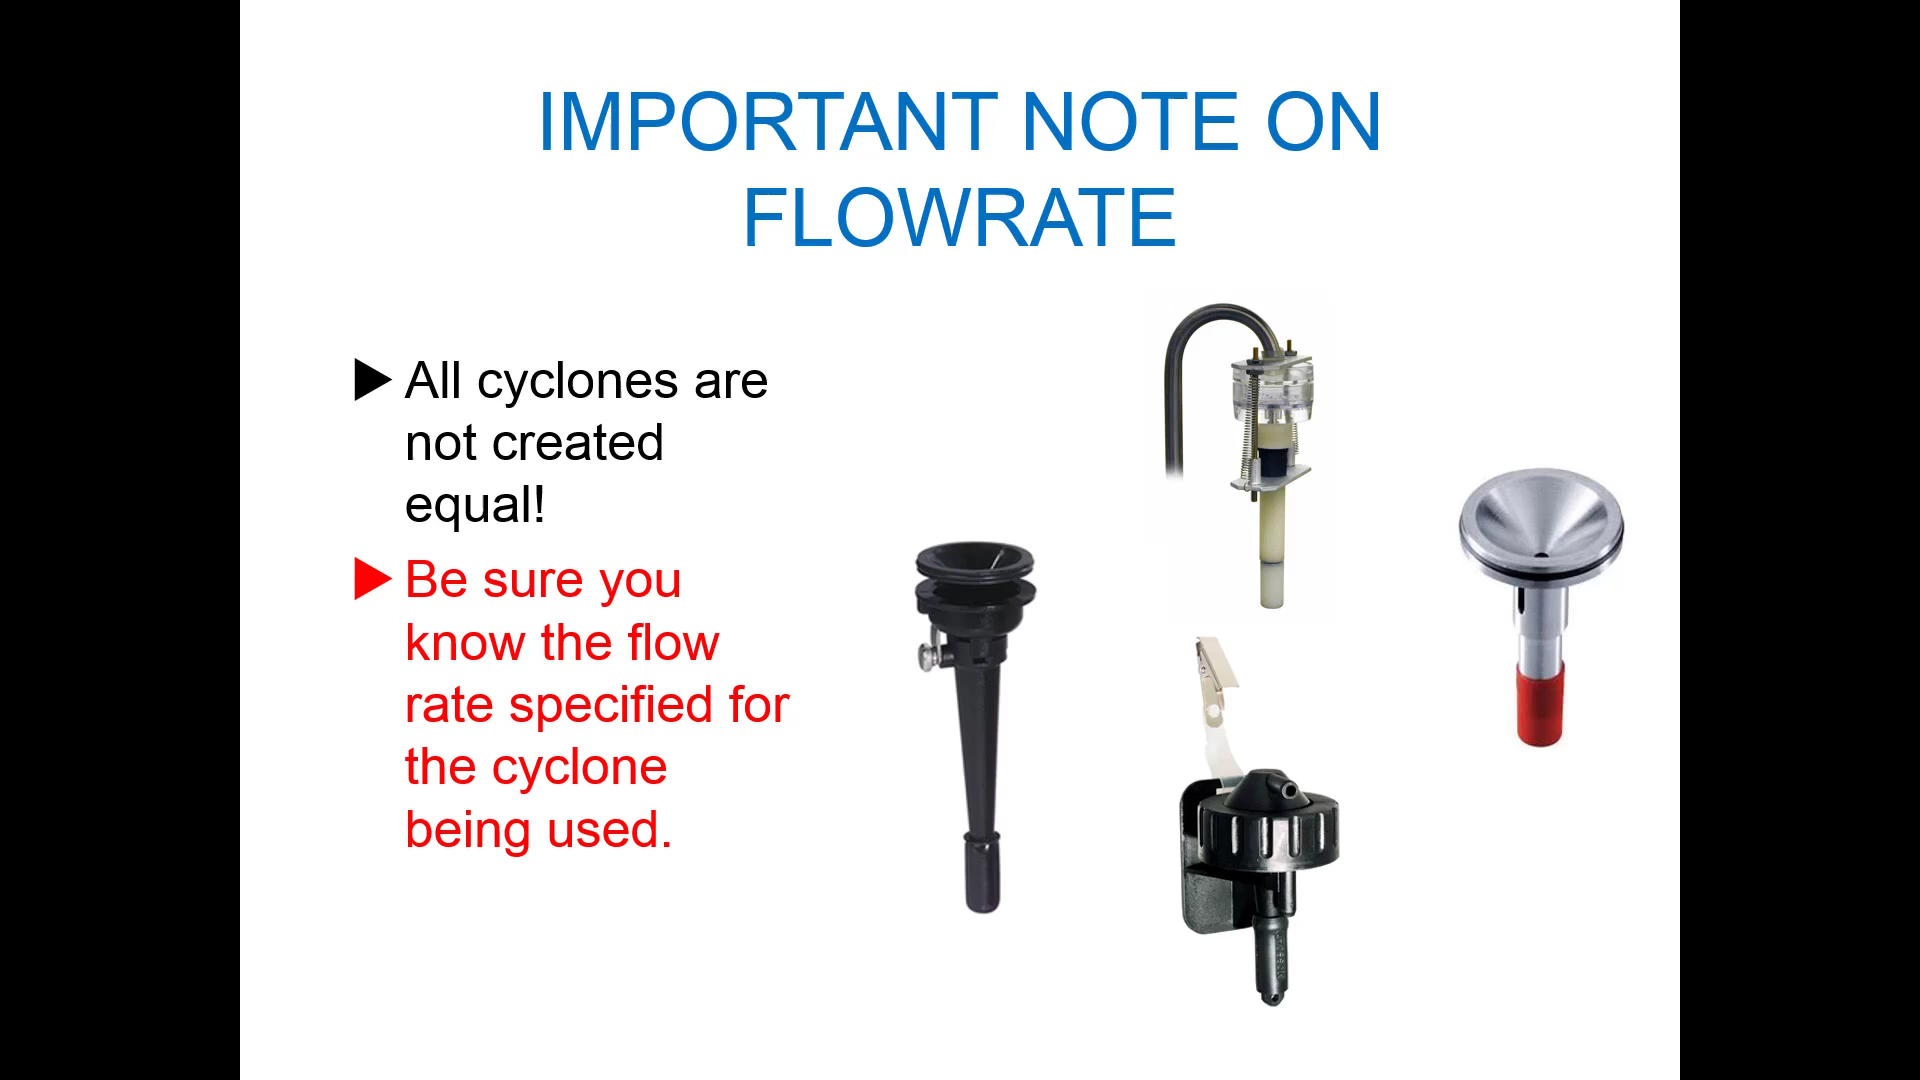 IMPORTANT NOTE ON
FLOWRATE
All cyclones are
not created
equal!
Be sure you
know the flow
rate specified for
the cyclone
being used.